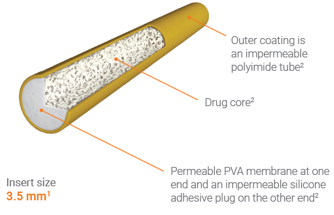 Outer coating is
an impermeable
polyimide tube²
Drug core²
Permeable PVA membrane at one
end and an impermeable silicone
adhesive plug on the other end²
Insert size
3.5 mm¹